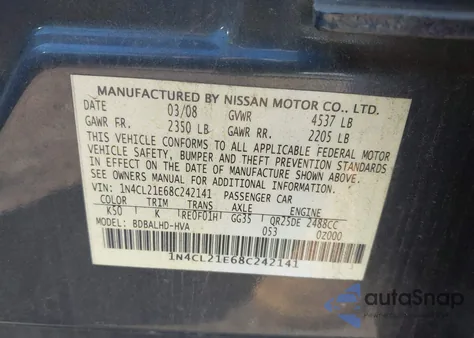 MANUFACTURED BY NISSAN MOTOR CO., LTD.
DATE 03/08 GVWR 4537 LB
GAWR FR. 2350 LB GAWR RR. 2205 LB
THIS VEHICLE CONFORMS TO ALL APPLICABLE FEDERAL MOTOR
VEHICLE SAFETY, BUMPER AND THEFT PREVENTION STANDARDS
IN EFFECT ON THE DATE OF MANUFACTURE SHOWN ABOVE.
SEE OWNERS MANUAL FOR ADDITIONAL INFORMATION.
VIN: 1N4CL21E68C242141 PASSENGER CAR
COLOR TRIM TRANS AXLE ENGINE
K50 K RE0F01H GG35 QR25DE 2488CC
MODEL: BDBALHD-HVA 053 0Z000
1N4CL21E68C242141
autoSnap